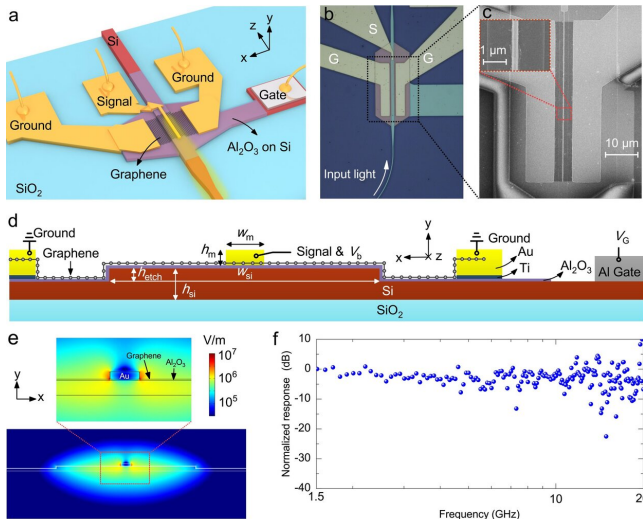 a
Si
z
y
x
Ground
Signal
Gate
Ground
Graphene
Al2O3 on Si
SiO2
b
S
G
G
Input light
c
1 μm
10 μm
d
Ground
Graphene
hetch
hm
wm
Signal & Vb
wsi
hsi
y
x
z
Ground
Au
Ti
Al2O3
VG
Al Gate
Si
SiO2
e
y
x
Au
Graphene
Al2O3
V/m
10^7
10^6
10^5
f
Normalized response (dB)
10
0
-10
-20
-30
-40
1.5
10
20
Frequency (GHz)